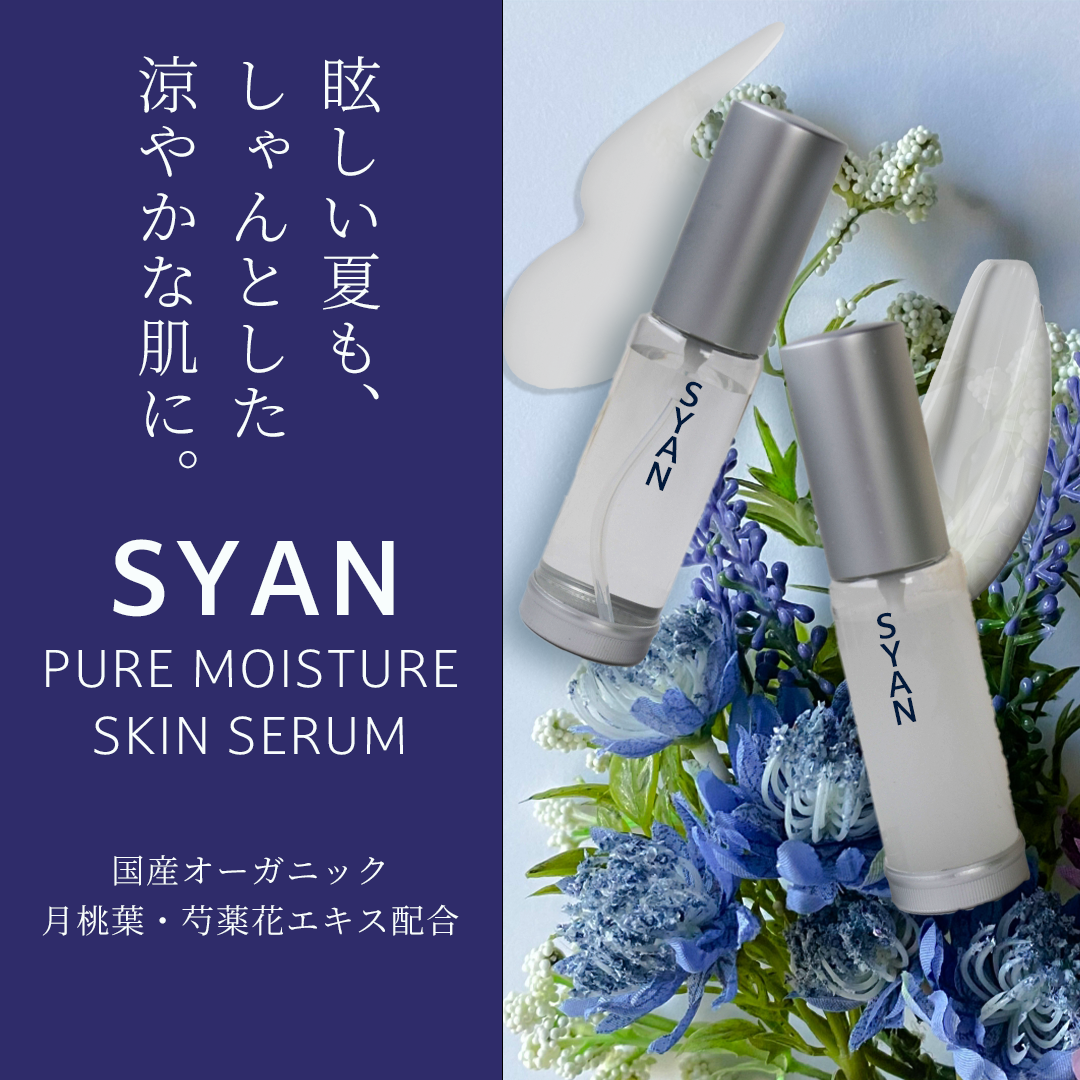 眩しい夏も、
しゃんとした
涼やかな肌に。
SYAN
PURE MOISTURE
SKIN SERUM
国産オーガニック
月桃葉・芍薬花エキス配合
SYAN
SYAN